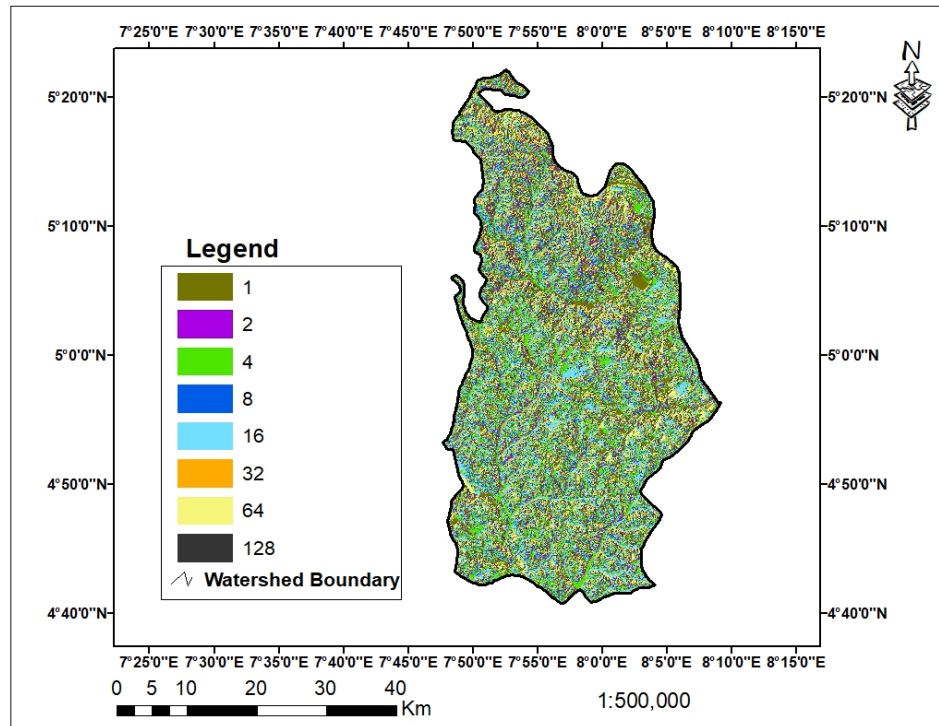 7°25'0"E 7°30'0"E 7°35'0"E 7°40'0"E 7°45'0"E 7°50'0"E 7°55'0"E 8°0'0"E 8°5'0"E 8°10'0"E 8°15'0"E
N
5°20'0"N 5°20'0"N
5°10'0"N 5°10'0"N
Legend
1
2
4
8
16
32
64
128
Watershed Boundary
5°0'0"N 5°0'0"N
4°50'0"N 4°50'0"N
4°40'0"N 4°40'0"N
7°25'0"E 7°30'0"E 7°35'0"E 7°40'0"E 7°45'0"E 7°50'0"E 7°55'0"E 8°0'0"E 8°5'0"E 8°10'0"E 8°15'0"E
0 5 10 20 30 40
Km
1:500,000